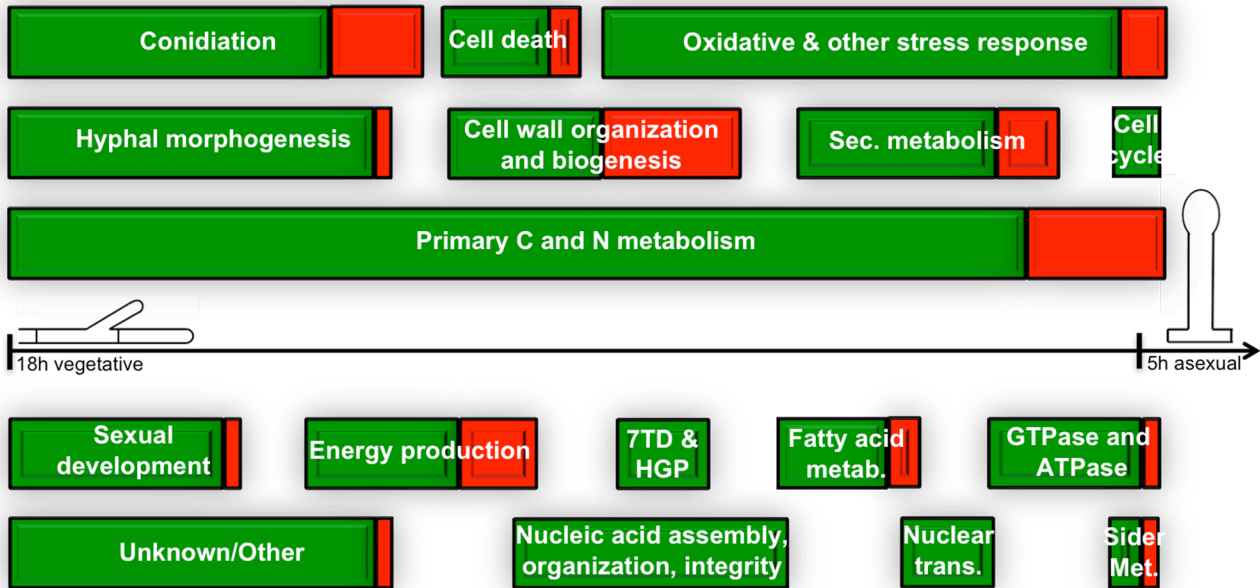 Conidiation
Cell death
Oxidative & other stress response
Hyphal morphogenesis
Cell wall organization
and biogenesis
Sec. metabolism
Cell
cycle
Primary C and N metabolism
18h vegetative
5h asexual
Sexual
development
Energy production
7TD &
HGP
Fatty acid
metab.
GTPase and
ATPase
Unknown/Other
Nucleic acid assembly,
organization, integrity
Nuclear
trans.
Sider
Met.